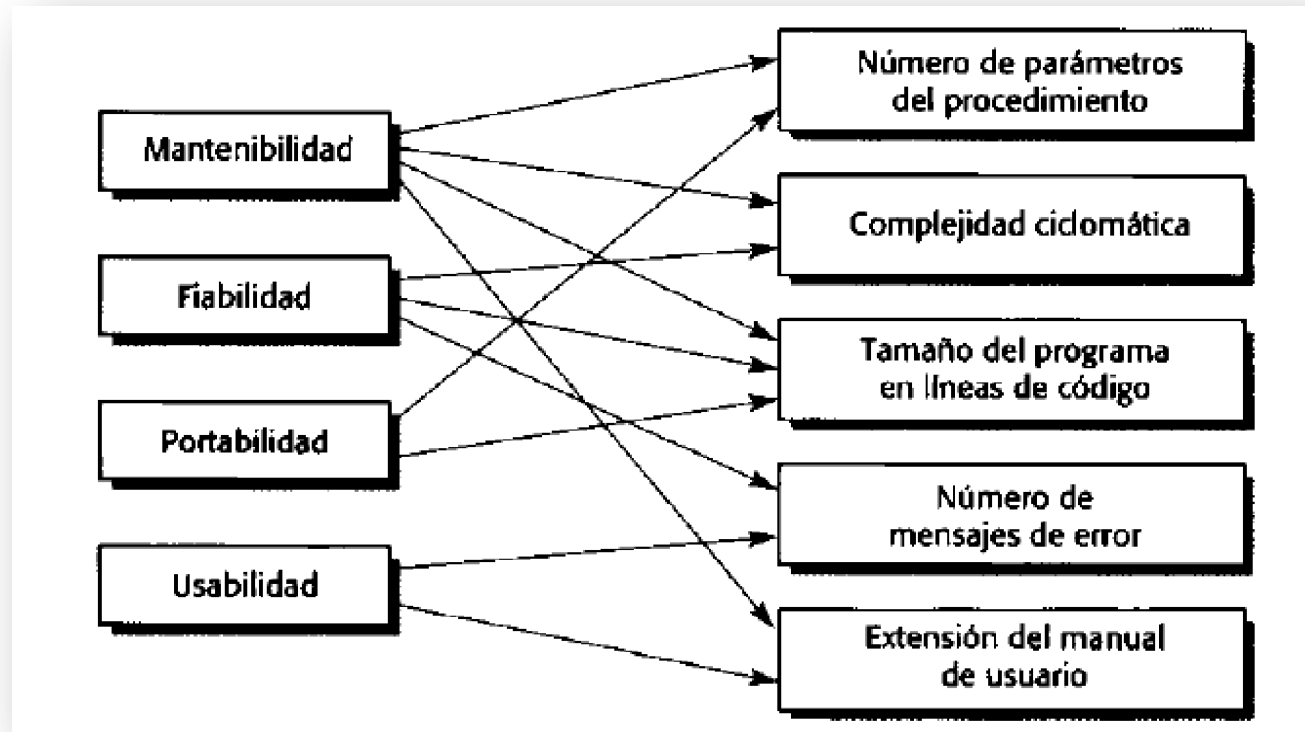 Mantenibilidad
Fiabilidad
Portabilidad
Usabilidad
Número de parámetros
del procedimiento
Complejidad ciclomática
Tamaño del programa
en líneas de código
Número de
mensajes de error
Extensión del manual
de usuario